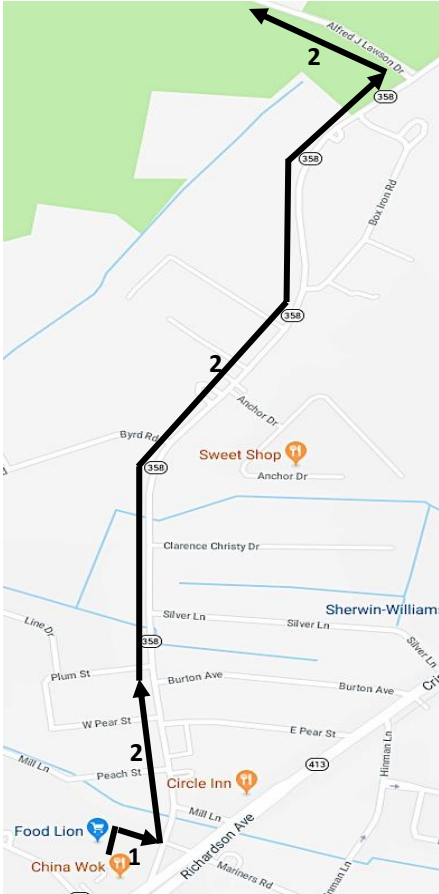 Alfred J Lawson Dr
2
358
358
Box Iron Rd
358
2
Anchor Dr
Byrd Rd
Sweet Shop
358
Anchor Dr
Clarence Christy Dr
Sherwin-Williams
Silver Ln
Silver Ln
Line Dr
358
Silver Ln
Plum St
Burton Ave
Burton Ave
Cri
W Pear St
E Pear St
2
413
Hinman Ln
Mill Ln
Peach St
Circle Inn
Mill Ln
Food Lion
Richardson Ave
1
China Wok
Mariners Rd
nman Ln